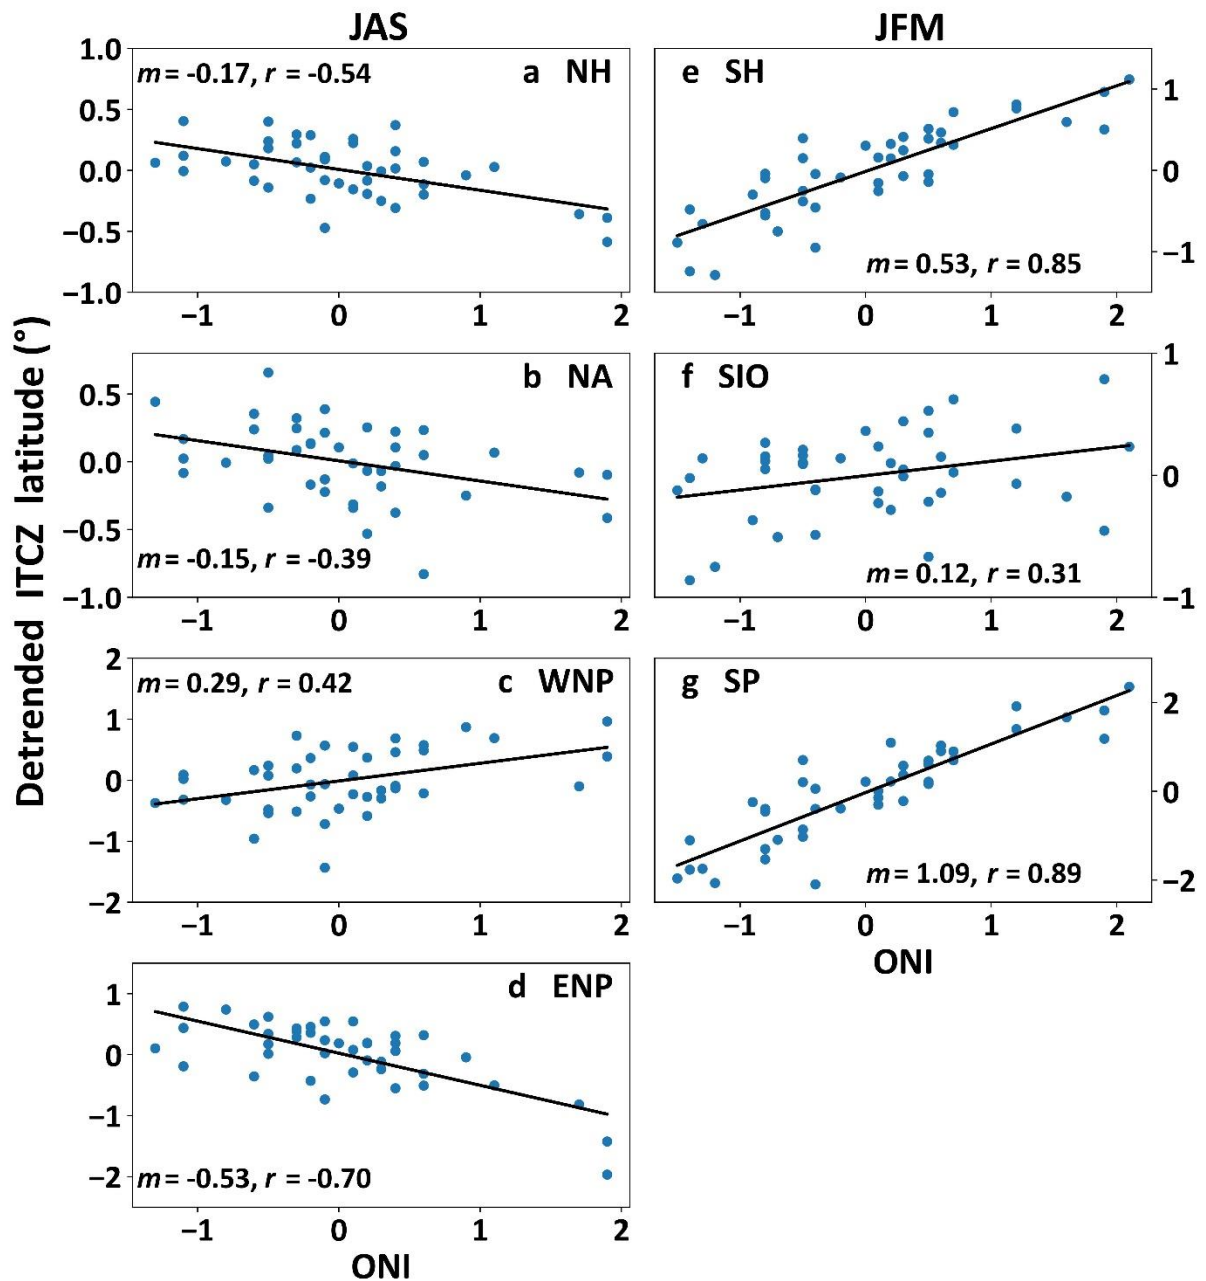 JAS
JFM
Detrended ITCZ latitude (°)
1.0
0.5
0.0
−0.5
−1.0
m = -0.17, r = -0.54
a NH
−1 0 1 2
e SH
m = 0.53, r = 0.85
1
0
−1
−1 0 1 2
0.5
0.0
−0.5
−1.0
b NA
m = -0.15, r = -0.39
−1 0 1 2
f SIO
m = 0.12, r = 0.31
1
0
−1
−1 0 1 2
2
1
0
−1
−2
m = 0.29, r = 0.42
c WNP
−1 0 1 2
g SP
m = 1.09, r = 0.89
2
0
−2
−1 0 1 2
ONI
1
0
−1
−2
d ENP
m = -0.53, r = -0.70
−1 0 1 2
ONI